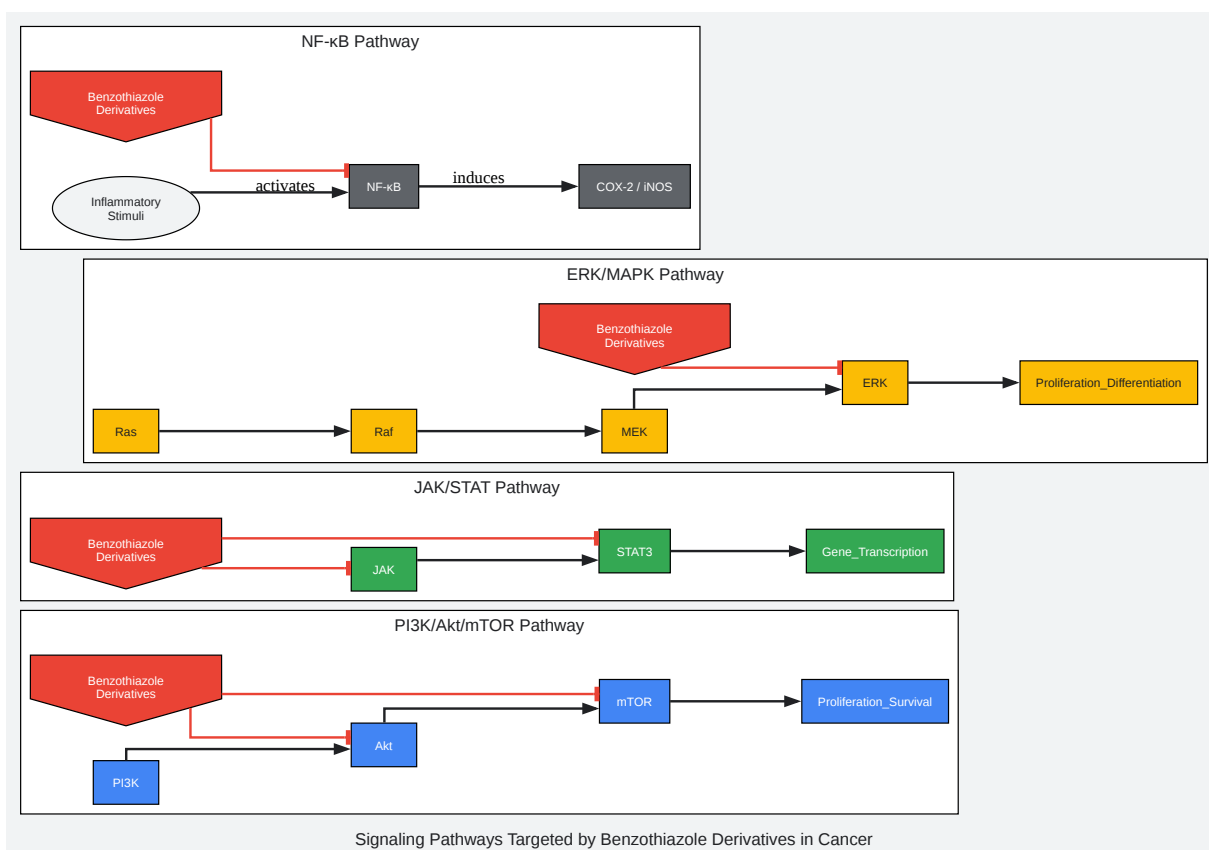 NF-κB Pathway
Benzothiazole
Derivatives
activates
NF-κB
induces
COX-2 / iNOS
Inflammatory
Stimuli
ERK/MAPK Pathway
Benzothiazole
Derivatives
ERK
Proliferation_Differentiation
Ras
Raf
MEK
JAK/STAT Pathway
Benzothiazole
Derivatives
STAT3
Gene_Transcription
JAK
PI3K/Akt/mTOR Pathway
Benzothiazole
Derivatives
mTOR
Proliferation_Survival
Akt
PI3K
Signaling Pathways Targeted by Benzothiazole Derivatives in Cancer